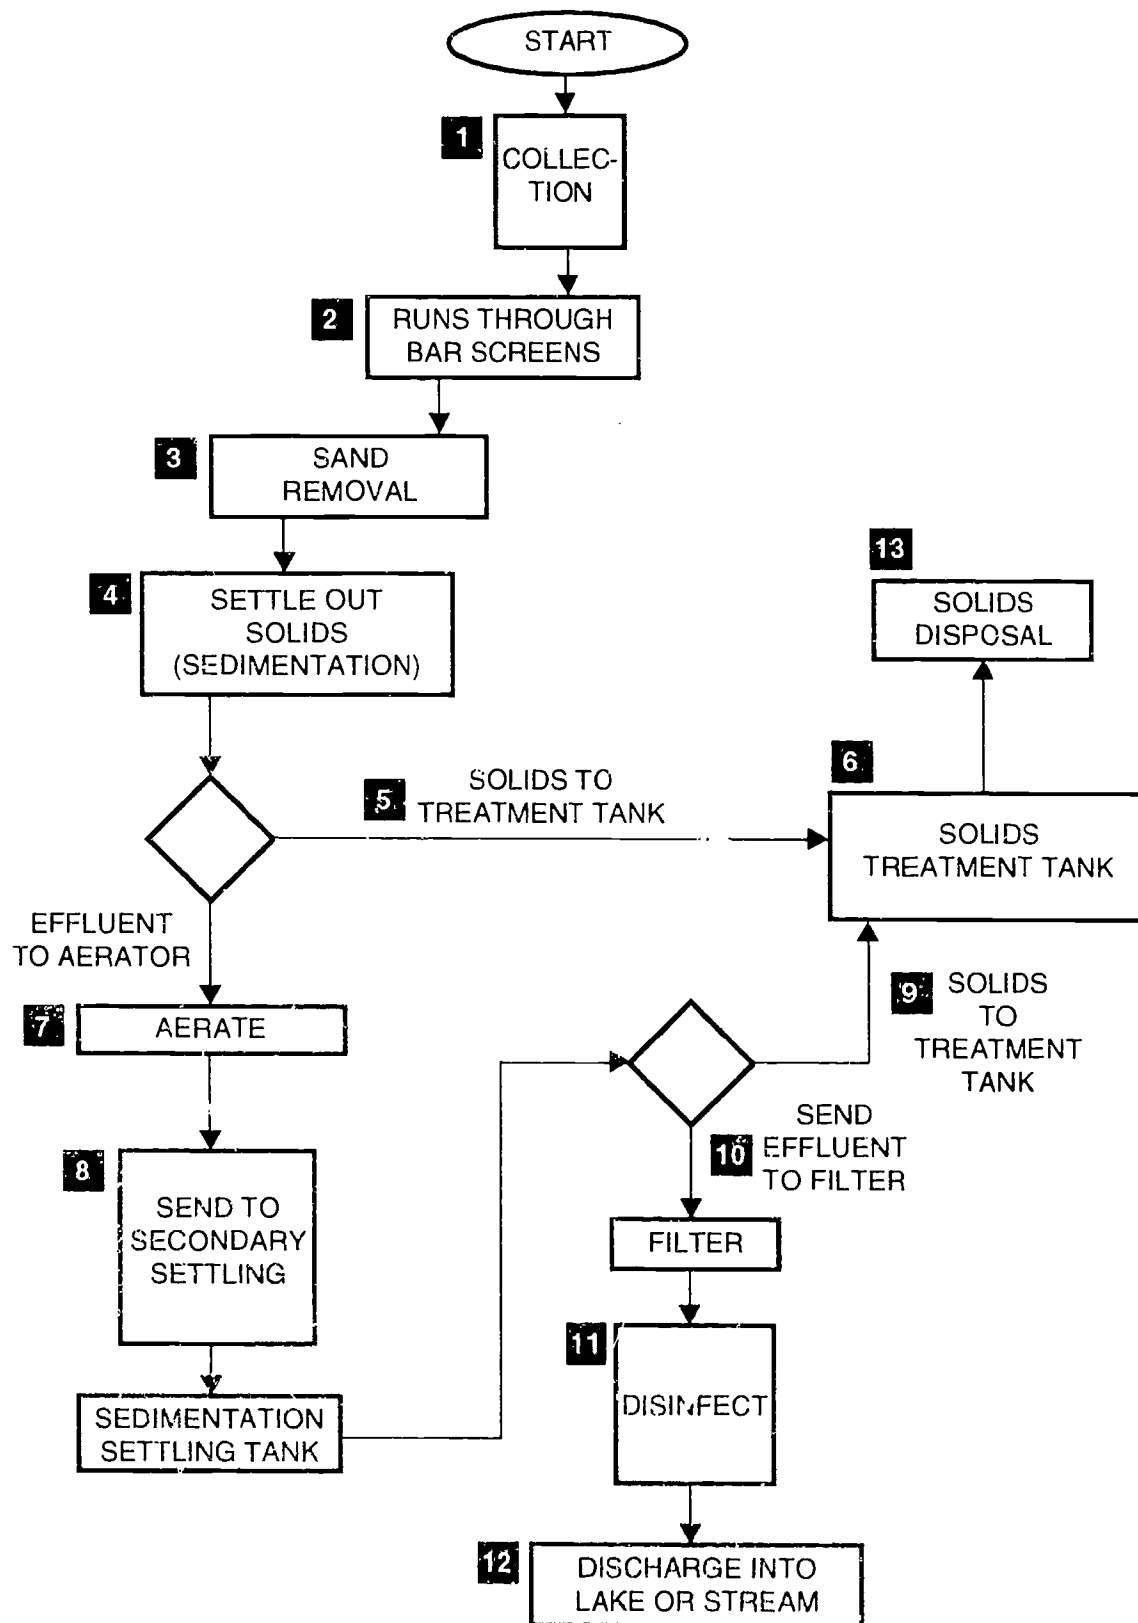 START
1
COLLEC-
TION
2
RUNS THROUGH
BAR SCREENS
3
SAND
REMOVAL
4
SETTLE OUT
SOLIDS
(SEDIMENTATION)
13
SOLIDS
DISPOSAL
5
SOLIDS TO
TREATMENT TANK
6
SOLIDS
TREATMENT TANK
EFFLUENT
TO AERATOR
7
AERATE
9
SOLIDS
TO
TREATMENT
TANK
8
SEND TO
SECONDARY
SETTLING
10
SEND
EFFLUENT
TO FILTER
FILTER
SEDIMENTATION
SETTLING TANK
11
DISINFECT
12
DISCHARGE INTO
LAKE OR STREAM